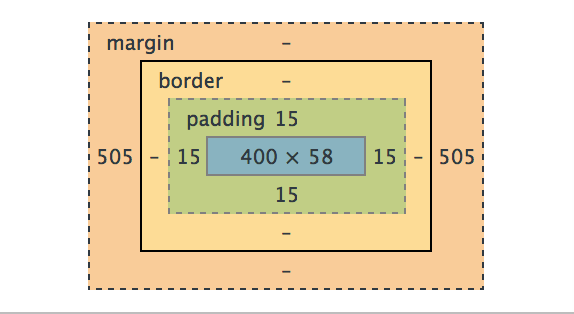 margin –
border –
padding 15
505 – 15 400 × 58 15 – 505
15
–
–